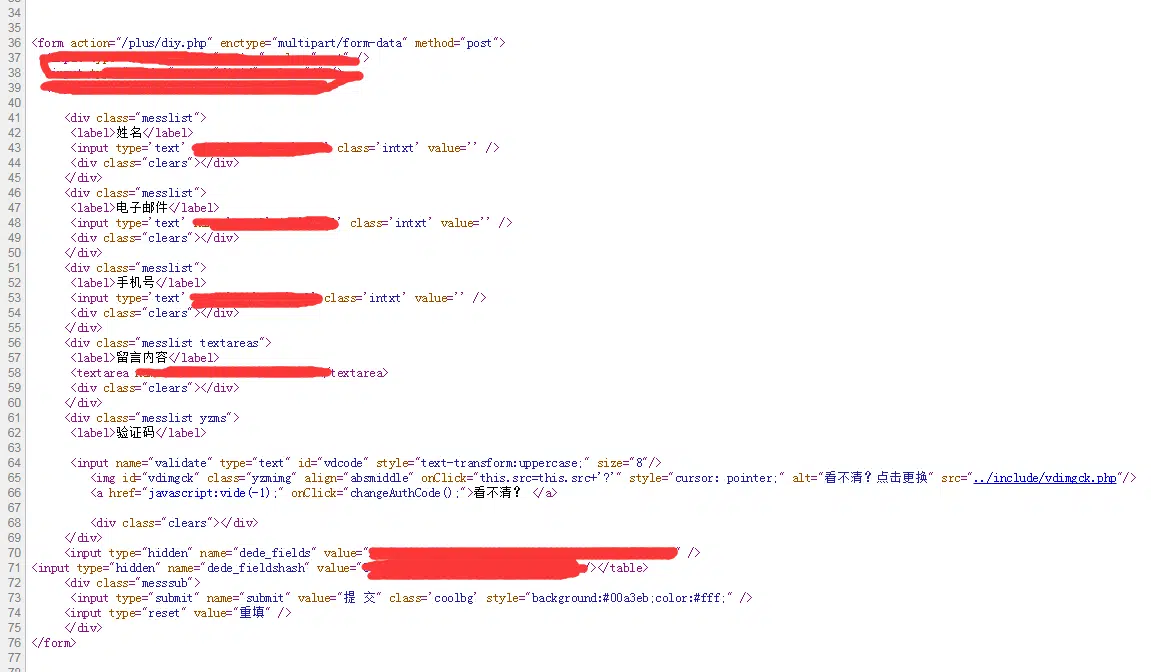 34
35
36 <form action="/plus/diy.php" enctype="multipart/form-data" method="post">
37 />
38
39
40
41 <div class="messlist">
42 <label>姓名</label>
43 <input type='text' class='intxt' value='' />
44 <div class="clears"></div>
45 </div>
46 <div class="messlist">
47 <label>电子邮件</label>
48 <input type='text' ' class='intxt' value='' />
49 <div class="clears"></div>
50 </div>
51 <div class="messlist">
52 <label>手机号</label>
53 <input type='text' class='intxt' value='' />
54 <div class="clears"></div>
55 </div>
56 <div class="messlist textareas">
57 <label>留言内容</label>
58 <textarea /textarea>
59 <div class="clears"></div>
60 </div>
61 <div class="messlist yzms">
62 <label>验证码</label>
63
64 <input name="validate" type="text" id="vdcode" style="text-transform:uppercase;" size="8"/>
65 <img id="vdimgck" class="yzmimg" align="absmiddle" onClick="this.src=this.src+'?'" style="cursor: pointer;" alt="看不清？点击更换" src="../include/vdimgck.php"/>
66 <a href="javascript:vide(-1);" onClick="changeAuthCode();">看不清？ </a>
67
68 <div class="clears"></div>
69 </div>
70 <input type="hidden" name="dede_fields" value=" " />
71 <input type="hidden" name="dede_fieldshash" value=" /></table>
72 <div class="messsub">
73 <input type="submit" name="submit" value="提 交" class='coolbg' style="background:#00a3eb;color:#fff;" />
74 <input type="reset" value="重填" />
75 </div>
76 </form>
77